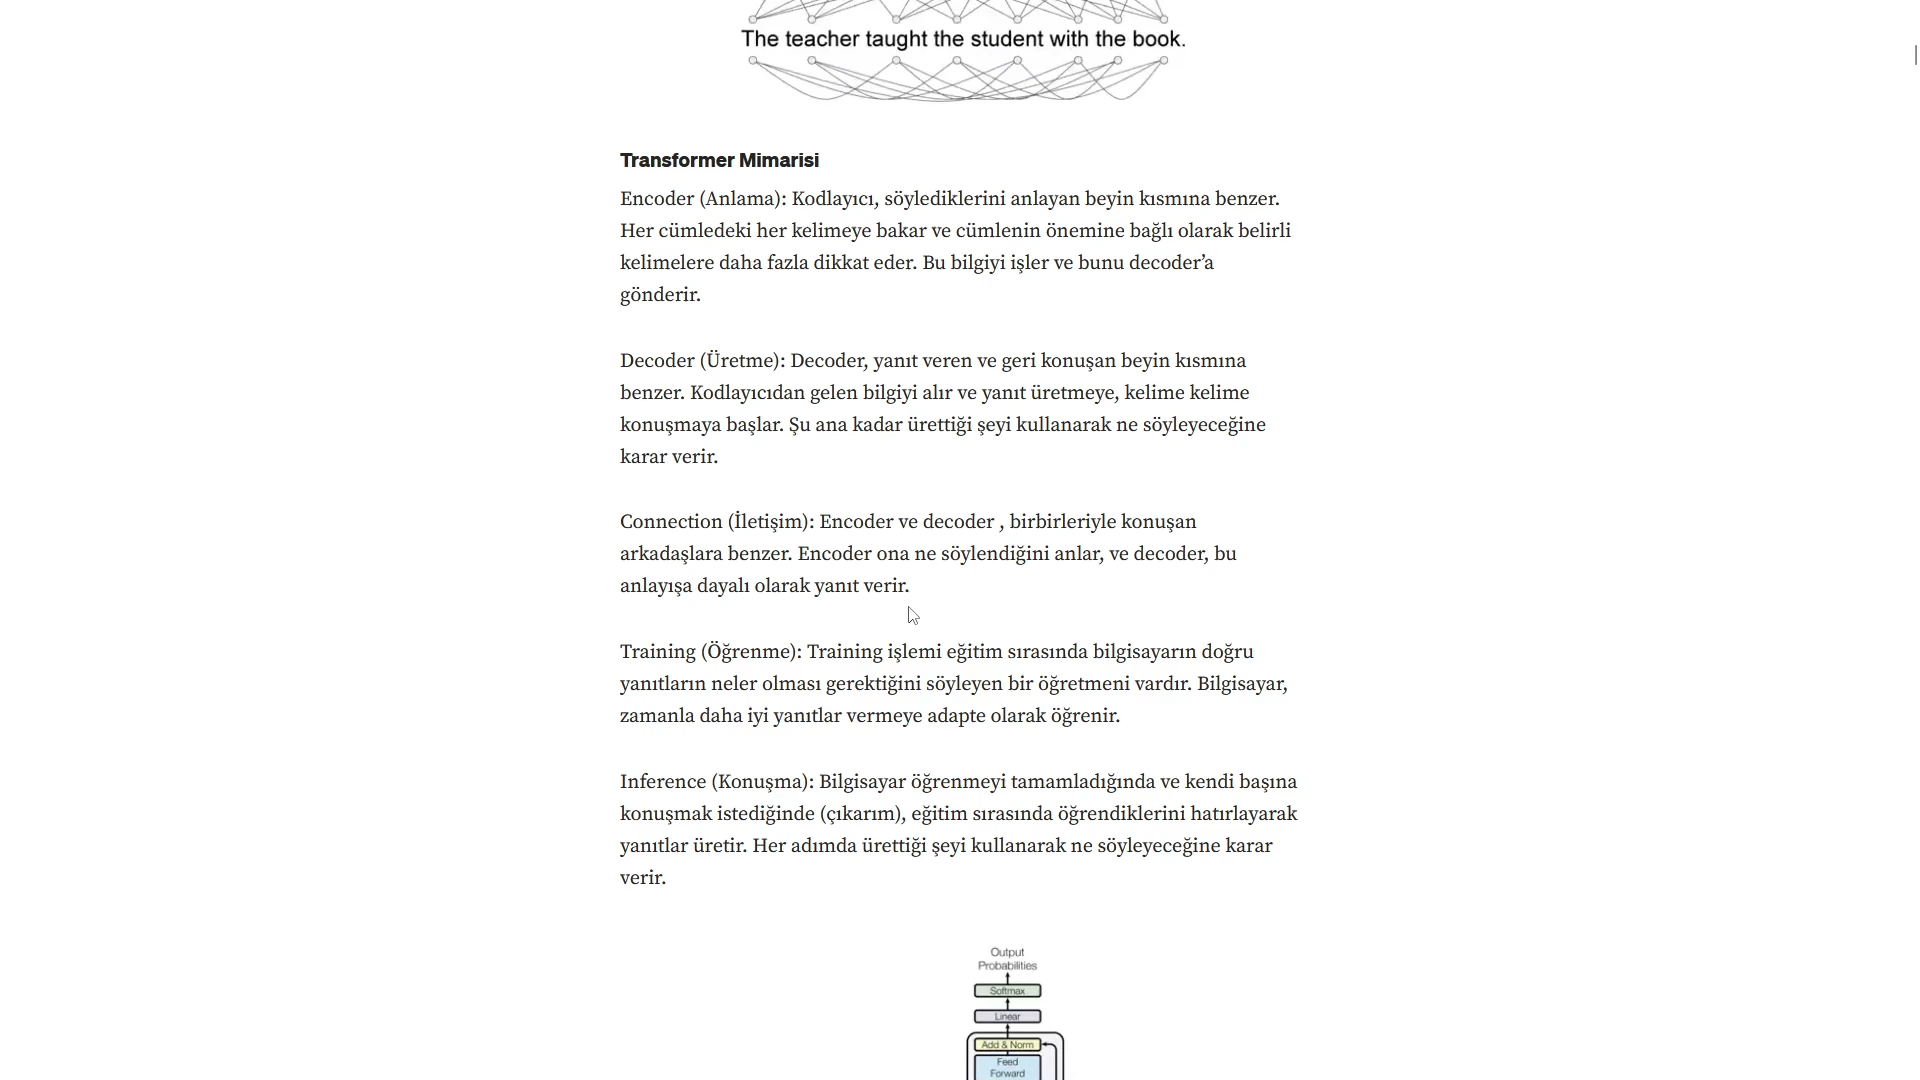 The teacher taught the student with the book.
Transformer Mimarisi
Encoder (Anlama): Kodlayıcı, söylediklerini anlayan beyin kısmına benzer.
Her cümledeki her kelimeye bakar ve cümlenin önemine bağlı olarak belirli
kelimelere daha fazla dikkat eder. Bu bilgiyi işler ve bunu decoder’a
gönderir.
Decoder (Üretme): Decoder, yanıt veren ve geri konuşan beyin kısmına
benzer. Kodlayıcıdan gelen bilgiyi alır ve yanıt üretmeye, kelime kelime
konuşmaya başlar. Şu ana kadar ürettiği şeyi kullanarak ne söyleyeceğine
karar verir.
Connection (İletişim): Encoder ve decoder , birbirleriyle konuşan
arkadaşlara benzer. Encoder ona ne söylendiğini anlar, ve decoder, bu
anlayışa dayalı olarak yanıt verir.
Training (Öğrenme): Training işlemi eğitim sırasında bilgisayarın doğru
yanıtların neler olması gerektiğini söyleyen bir öğretmeni vardır. Bilgisayar,
zamanla daha iyi yanıtlar vermeye adapte olarak öğrenir.
Inference (Konuşma): Bilgisayar öğrenmeyi tamamladığında ve kendi başına
konuşmak istediğinde (çıkarım), eğitim sırasında öğrendiklerini hatırlayarak
yanıtlar üretir. Her adımda ürettiği şeyi kullanarak ne söyleyeceğine karar
verir.
Output
Probabilities
Softmax
Linear
Add & Norm
Feed
Forward